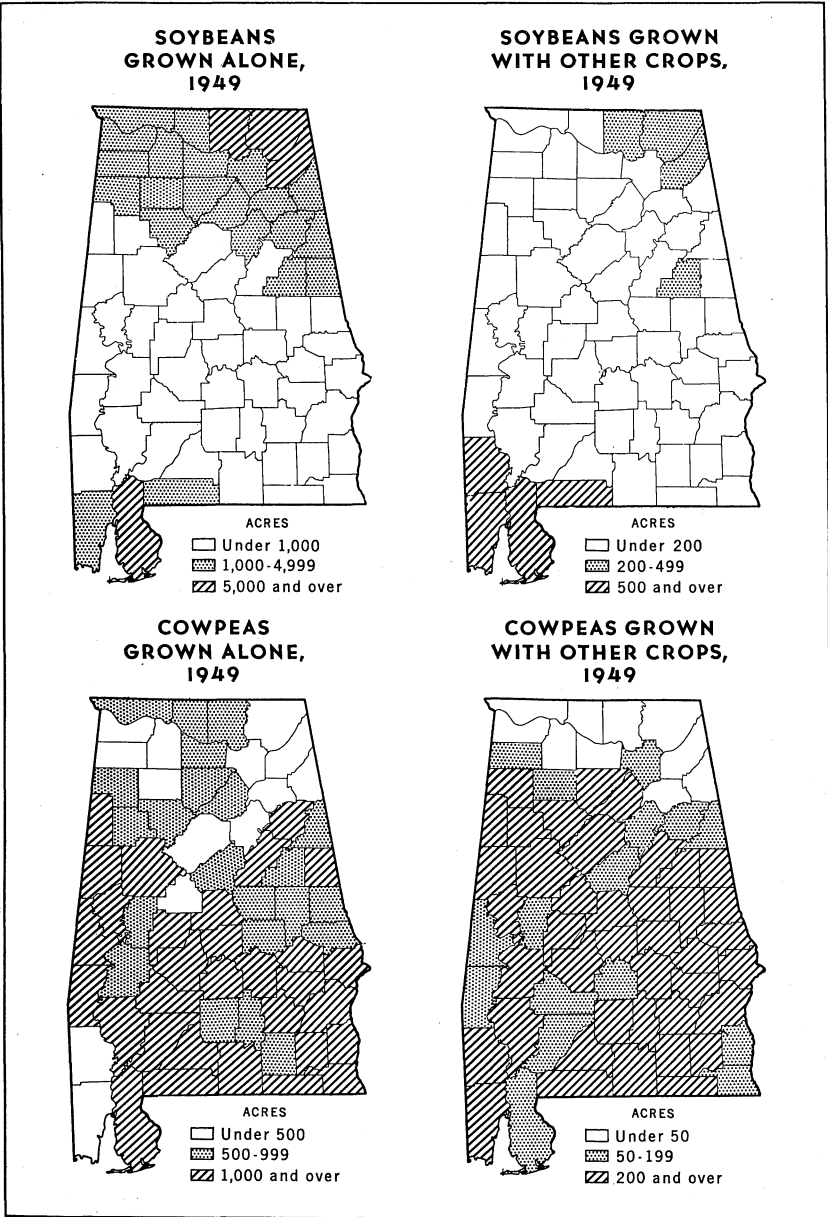 SOYBEANS
GROWN ALONE,
1949
ACRES
Under 1,000
1,000-4,999
5,000 and over
SOYBEANS GROWN
WITH OTHER CROPS,
1949
ACRES
Under 200
200-499
500 and over
COWPEAS
GROWN ALONE,
1949
ACRES
Under 500
500-999
1,000 and over
COWPEAS GROWN
WITH OTHER CROPS,
1949
ACRES
Under 50
50-199
200 and over